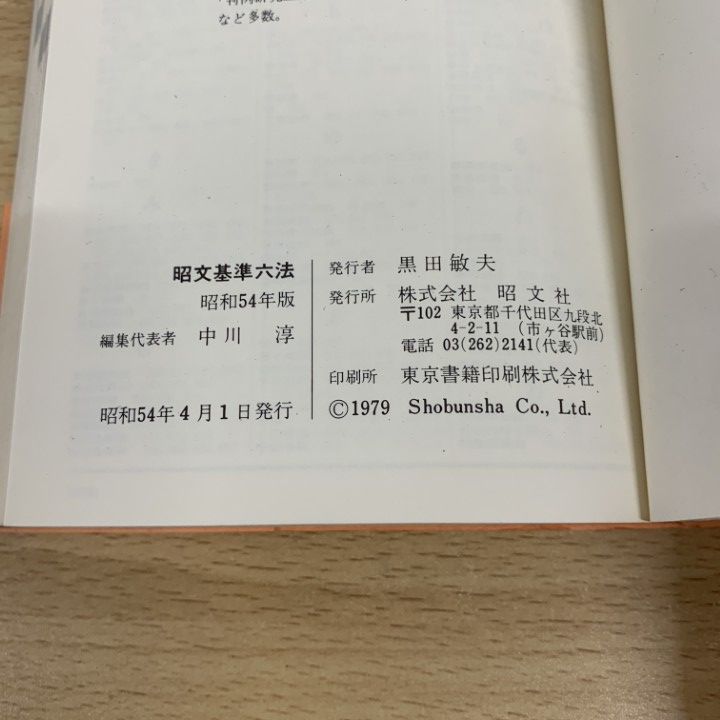 など多数。
昭文基準六法
昭和54年版
編集代表者 中川 淳
昭和54年4月1日発行
発行者 黒田敏夫
発行所 株式会社 昭文社
〒102 東京都千代田区九段北
4-2-11 (市ヶ谷駅前)
電話 03(262)2141(代表)
印刷所 東京書籍印刷株式会社
©1979 Shobunsha Co., Ltd.